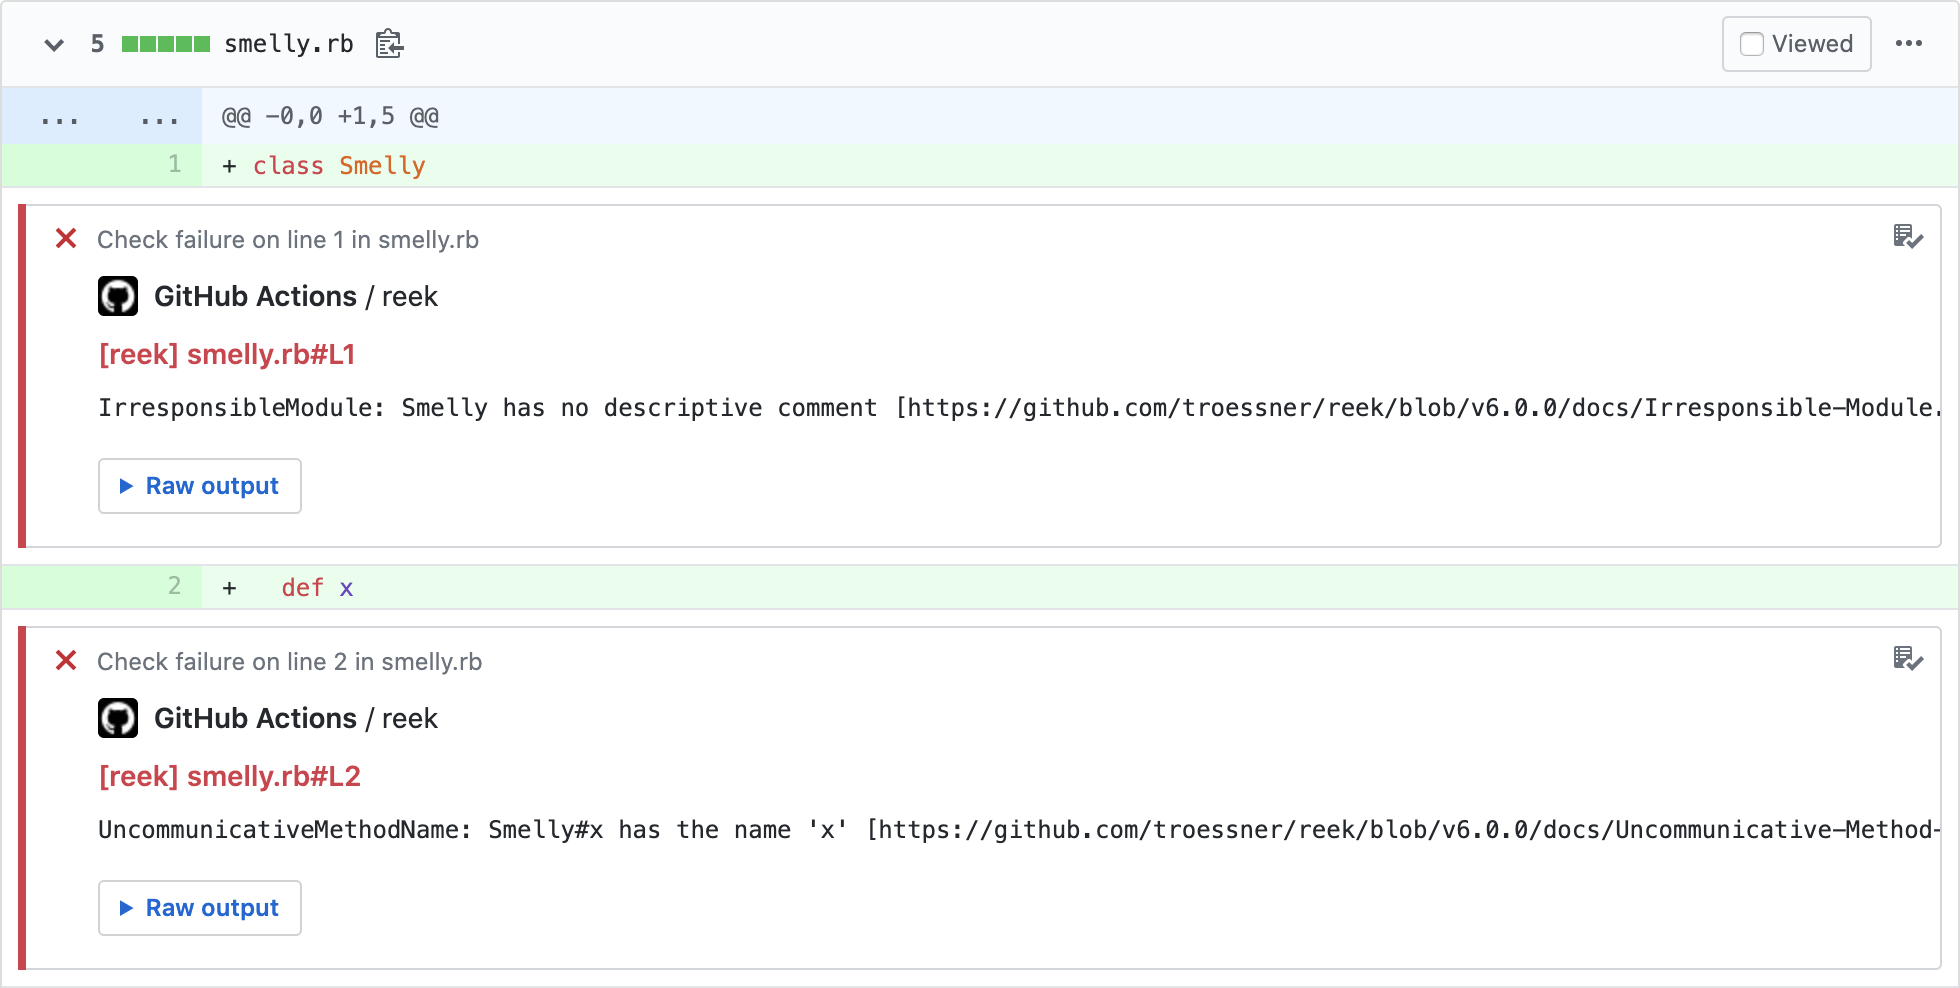 5 smelly.rb Viewed
... ... @@ -0,0 +1,5 @@
1 + class Smelly
Check failure on line 1 in smelly.rb
GitHub Actions / reek
[reek] smelly.rb#L1
IrresponsibleModule: Smelly has no descriptive comment [https://github.com/troessner/reek/blob/v6.0.0/docs/Irresponsible-Module.
Raw output
2 + def x
Check failure on line 2 in smelly.rb
GitHub Actions / reek
[reek] smelly.rb#L2
UncommunicativeMethodName: Smelly#x has the name 'x' [https://github.com/troessner/reek/blob/v6.0.0/docs/Uncommunicative-Method-
Raw output